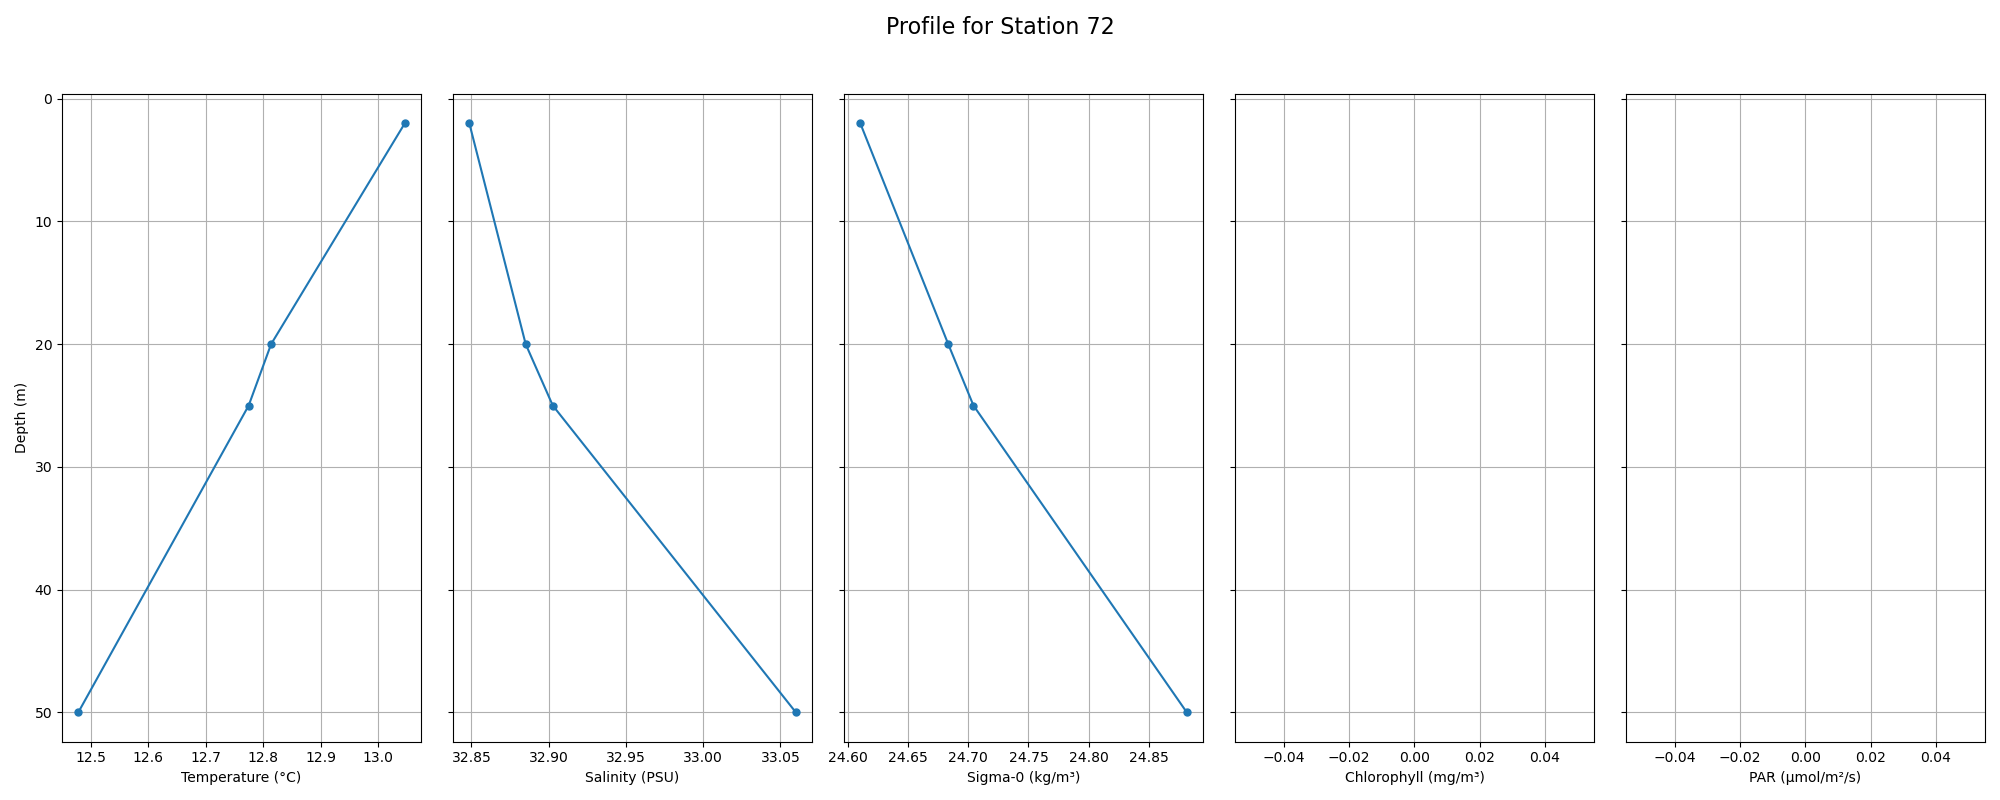 Profile for Station 72
0
10
20
30
40
50
Depth (m)
12.5 12.6 12.7 12.8 12.9 13.0
Temperature (°C)
32.85 32.90 32.95 33.00 33.05
Salinity (PSU)
24.60 24.65 24.70 24.75 24.80 24.85
Sigma-0 (kg/m³)
−0.04 −0.02 0.00 0.02 0.04
Chlorophyll (mg/m³)
−0.04 −0.02 0.00 0.02 0.04
PAR (μmol/m²/s)